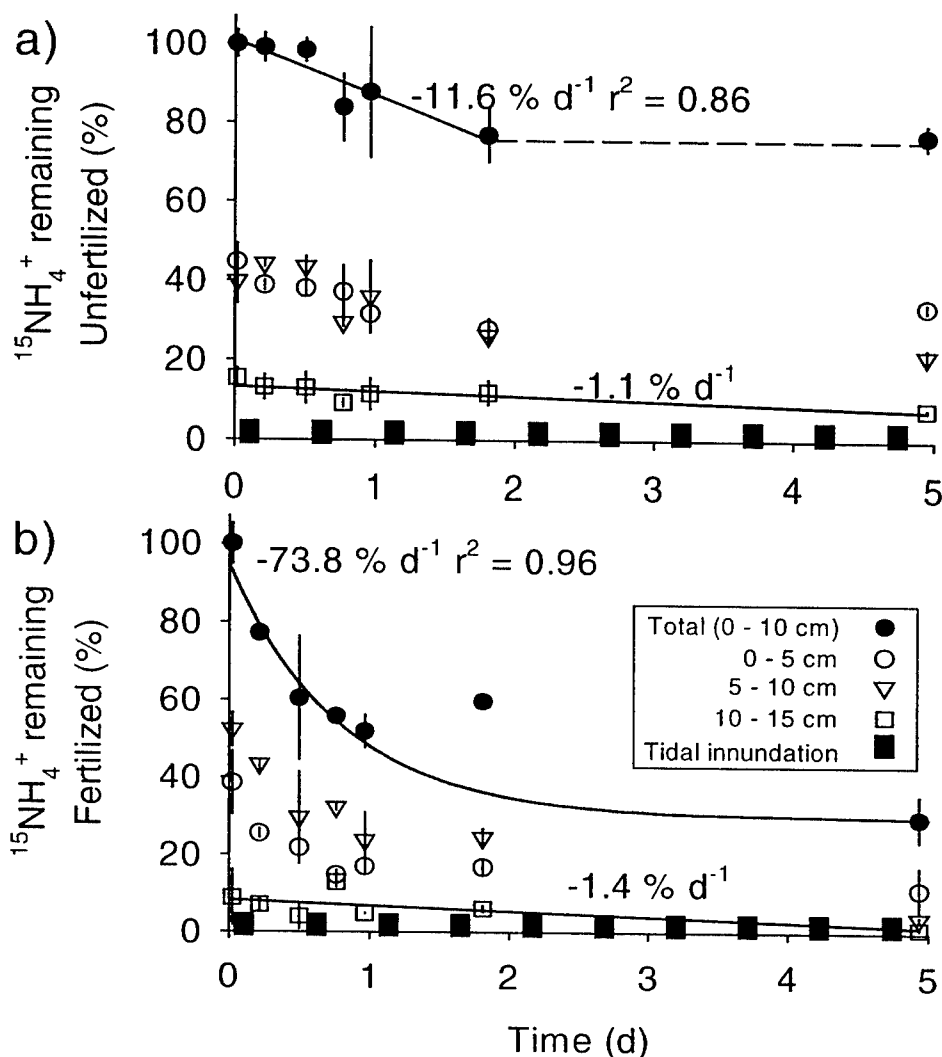 a)
¹⁵NH₄⁺ remaining
Unfertilized (%)
100
80
60
40
20
0
-11.6 % d⁻¹ r² = 0.86
-1.1 % d⁻¹
0 1 2 3 4 5
b)
¹⁵NH₄⁺ remaining
Fertilized (%)
100
80
60
40
20
0
-73.8 % d⁻¹ r² = 0.96
Total (0 - 10 cm)
0 - 5 cm
5 - 10 cm
10 - 15 cm
Tidal innundation
-1.4 % d⁻¹
0 1 2 3 4 5
Time (d)